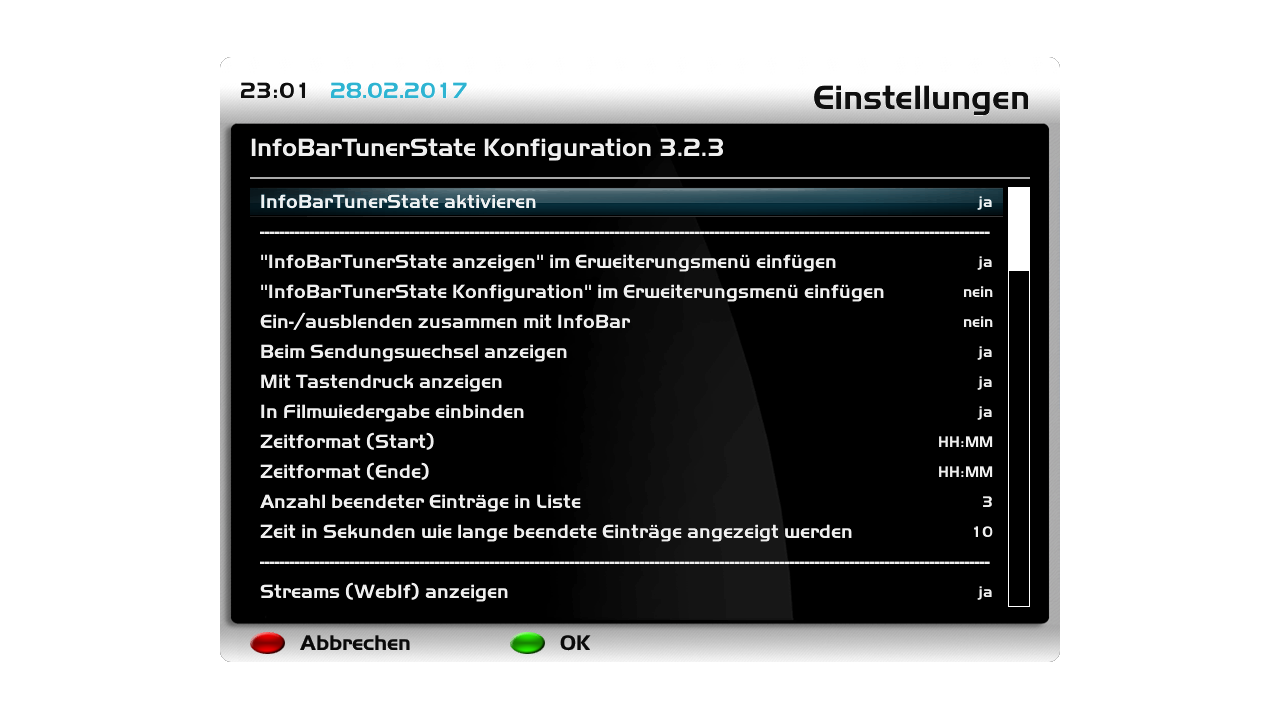 23:01 28.02.2017
Einstellungen
InfoBarTunerState Konfiguration 3.2.3
InfoBarTunerState aktivieren ja
"InfoBarTunerState anzeigen" im Erweiterungsmenü einfügen ja
"InfoBarTunerState Konfiguration" im Erweiterungsmenü einfügen nein
Ein-/ausblenden zusammen mit InfoBar nein
Beim Sendungswechsel anzeigen ja
Mit Tastendruck anzeigen ja
In Filmwiedergabe einbinden ja
Zeitformat (Start) HH:MM
Zeitformat (Ende) HH:MM
Anzahl beendeter Einträge in Liste 3
Zeit in Sekunden wie lange beendete Einträge angezeigt werden 10
Streams (WebIf) anzeigen ja
Abbrechen OK